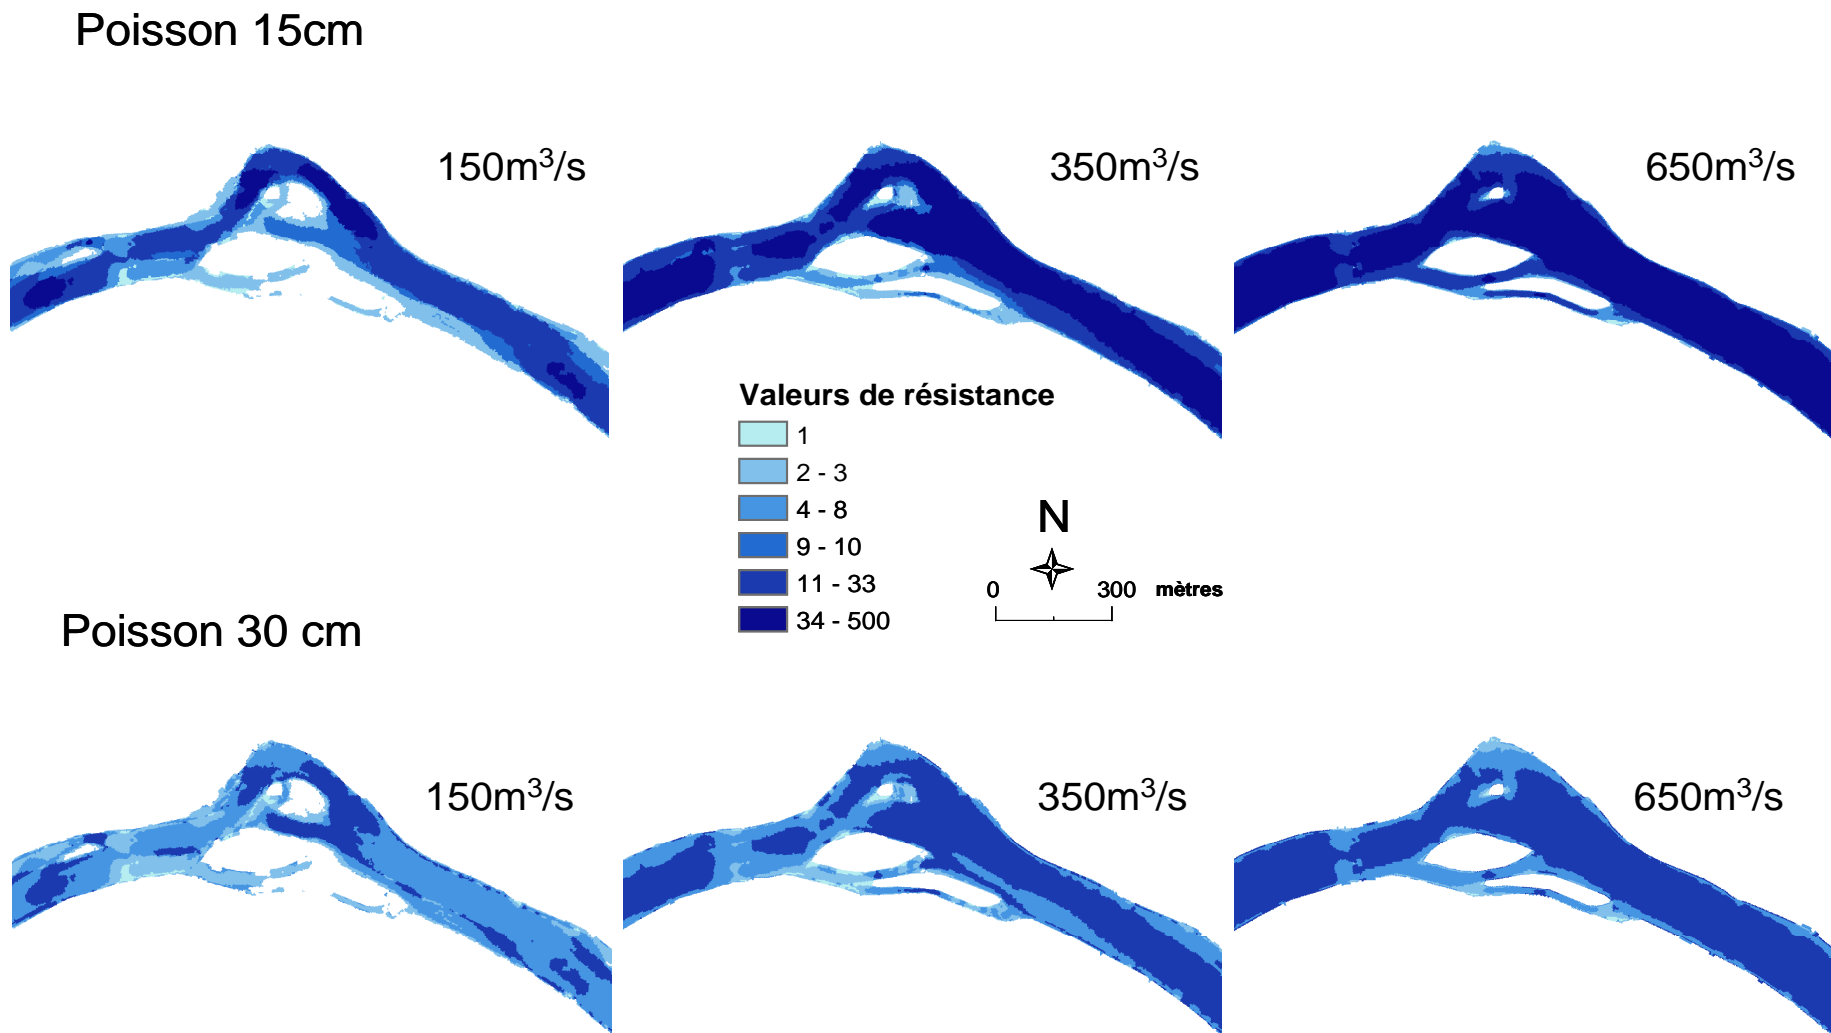 Poisson 15cm
150m³/s
350m³/s
650m³/s
Valeurs de résistance
1
2 - 3
4 - 8
9 - 10
11 - 33
34 - 500
N
0 300 mètres
Poisson 30 cm
150m³/s
350m³/s
650m³/s